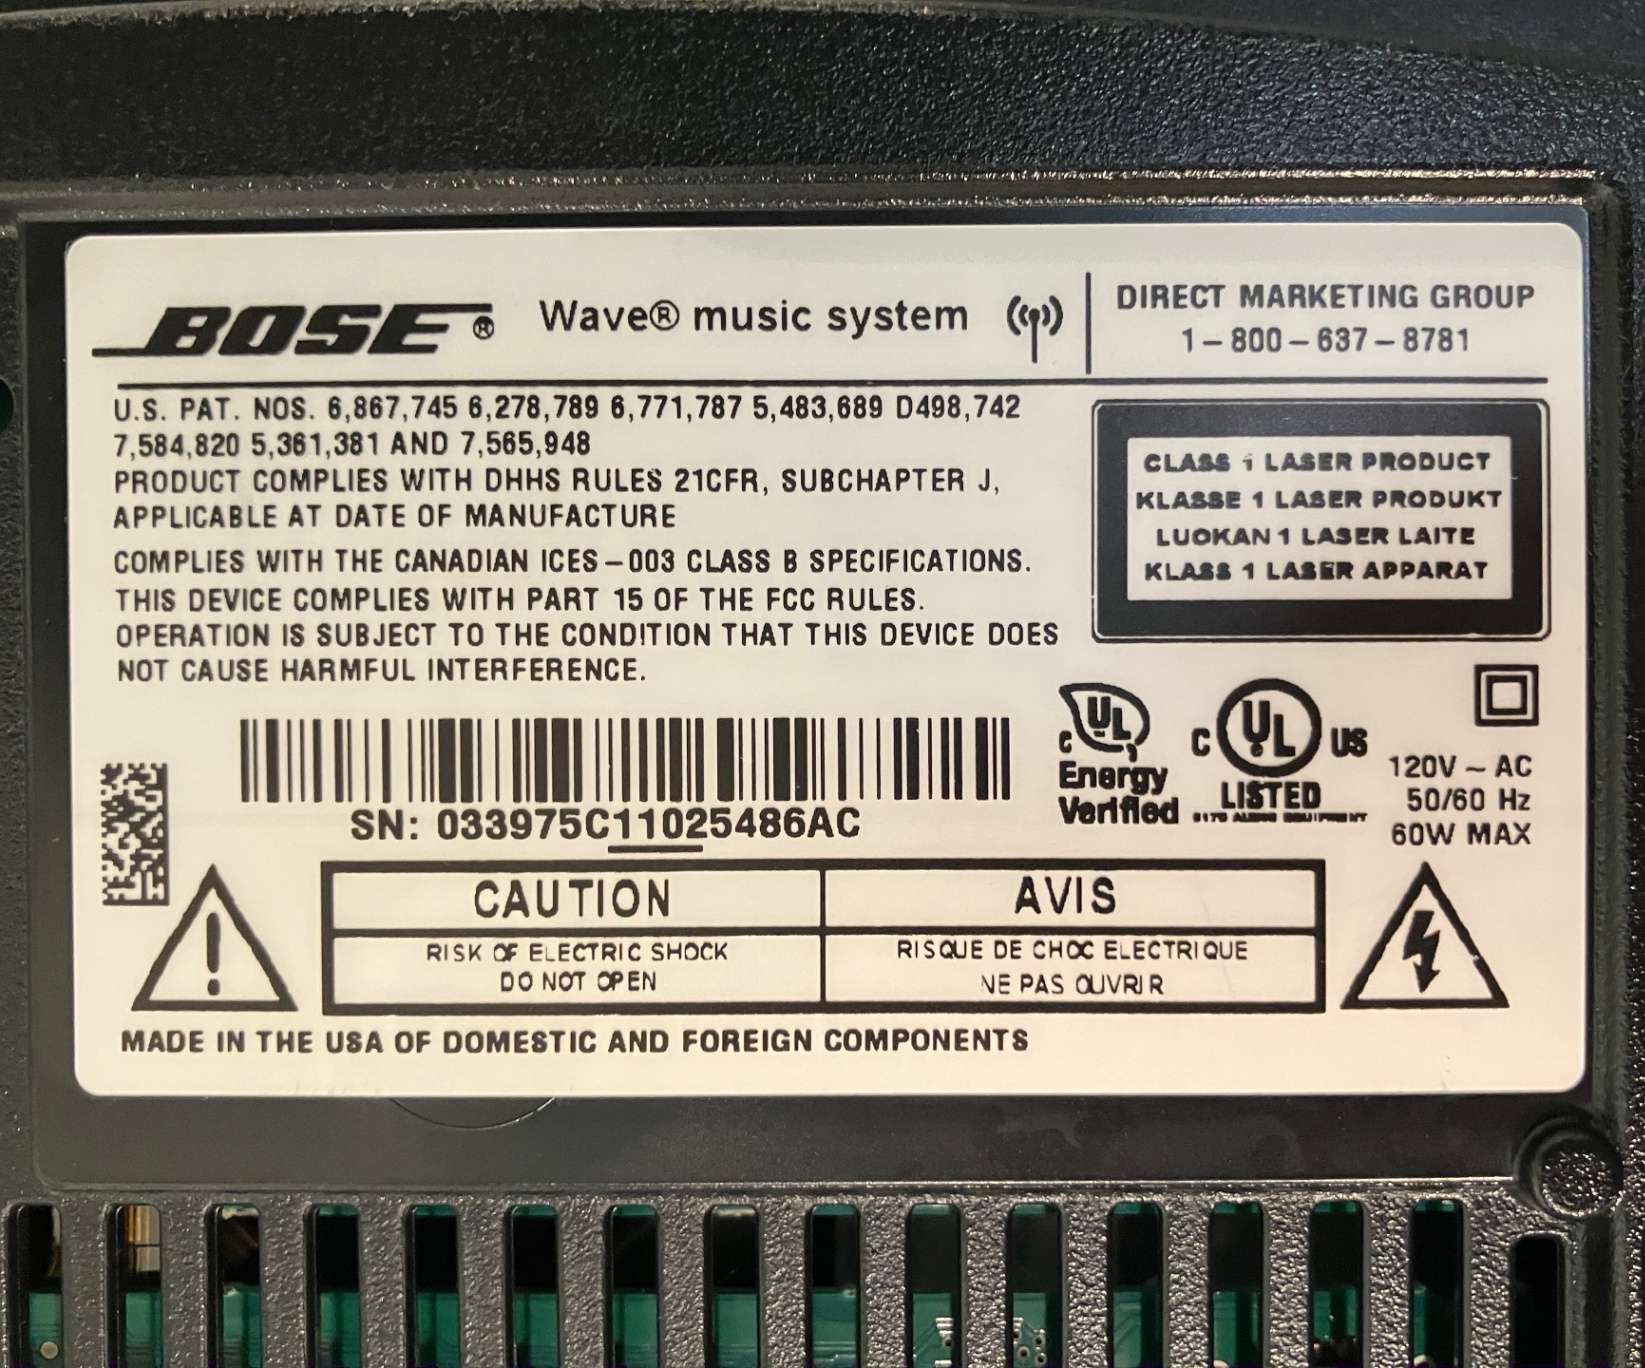 BOSE® Wave® music system
DIRECT MARKETING GROUP
1-800-637-8781
U.S. PAT. NOS. 6,867,745 6,278,789 6,771,787 5,483,689 D498,742
7,584,820 5,361,381 AND 7,565,948
PRODUCT COMPLIES WITH DHHS RULES 21CFR, SUBCHAPTER J,
APPLICABLE AT DATE OF MANUFACTURE
COMPLIES WITH THE CANADIAN ICES-003 CLASS B SPECIFICATIONS.
THIS DEVICE COMPLIES WITH PART 15 OF THE FCC RULES.
OPERATION IS SUBJECT TO THE CONDITION THAT THIS DEVICE DOES
NOT CAUSE HARMFUL INTERFERENCE.
CLASS 1 LASER PRODUCT
KLASSE 1 LASER PRODUKT
LUOKAN 1 LASER LAITE
KLASS 1 LASER APPARAT
SN: 033975C11025486AC
C UL
Energy
Verified
C UL US
LISTED
AUDIO EQUIPMENT
120V ~ AC
50/60 Hz
60W MAX
CAUTION
RISK OF ELECTRIC SHOCK
DO NOT OPEN
AVIS
RISQUE DE CHOC ELECTRIQUE
NE PAS OUVRIR
MADE IN THE USA OF DOMESTIC AND FOREIGN COMPONENTS